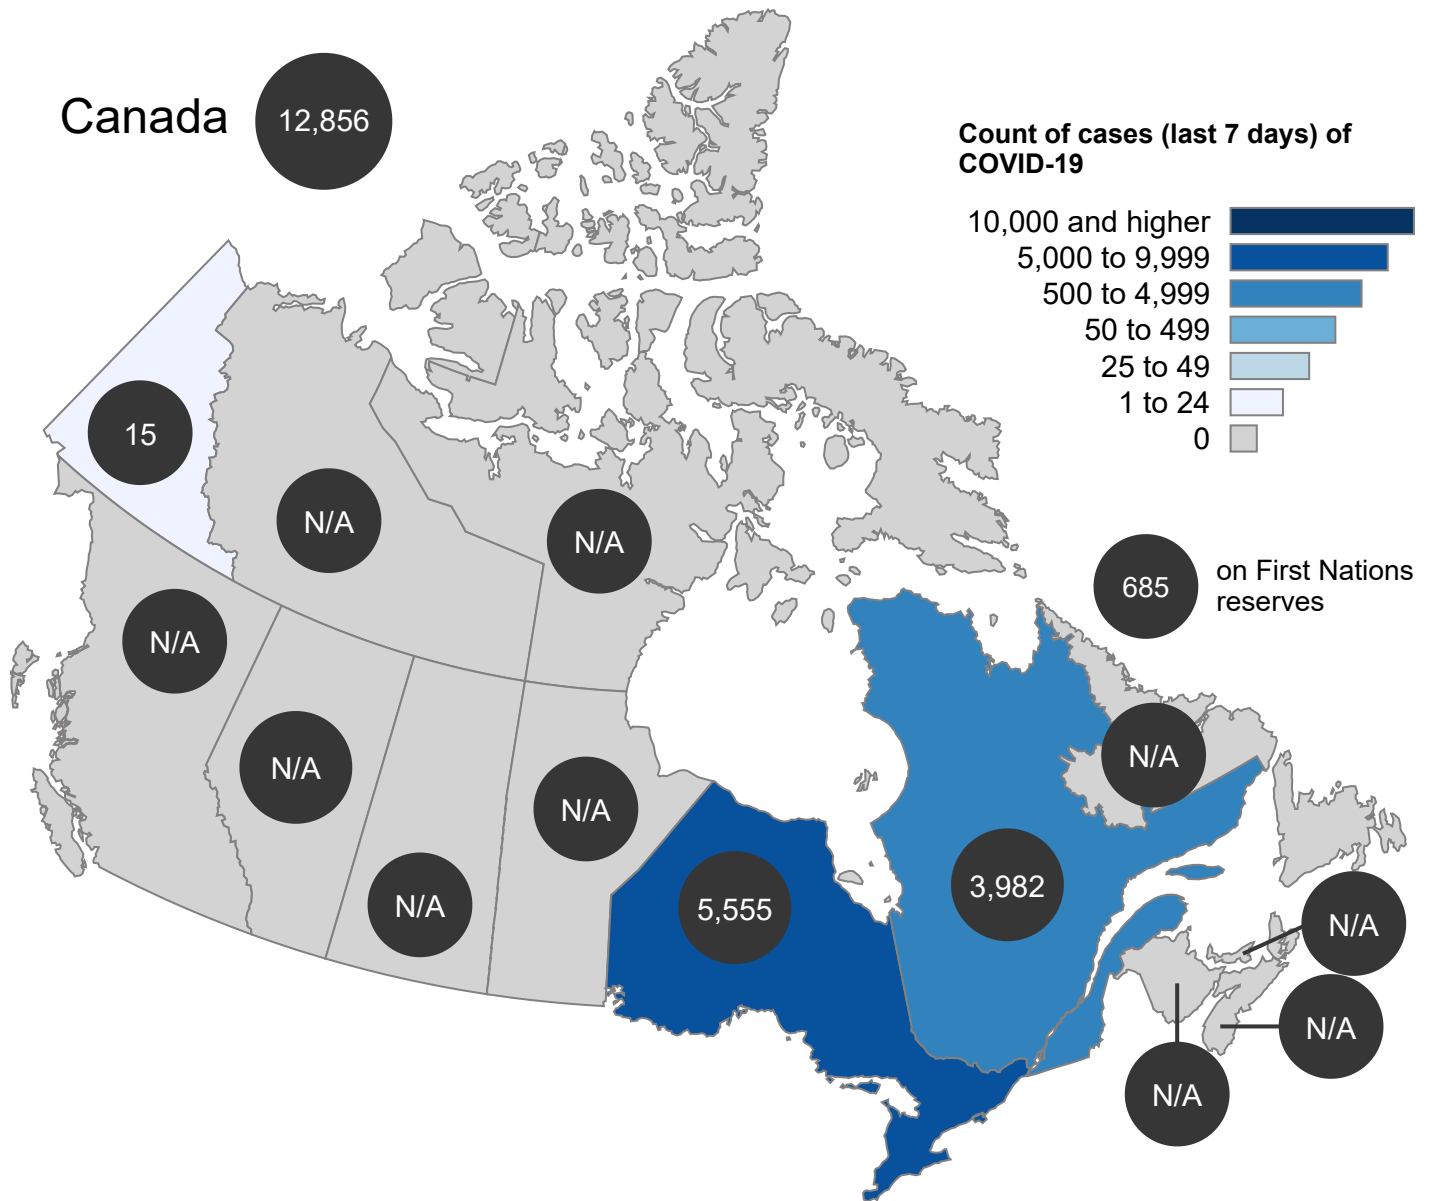 Canada
12,856
Count of cases (last 7 days) of
COVID-19
10,000 and higher
5,000 to 9,999
500 to 4,999
50 to 499
25 to 49
1 to 24
0
15
N/A
N/A
685
on First Nations
reserves
N/A
N/A
N/A
N/A
N/A
5,555
3,982
N/A
N/A
N/A
N/A